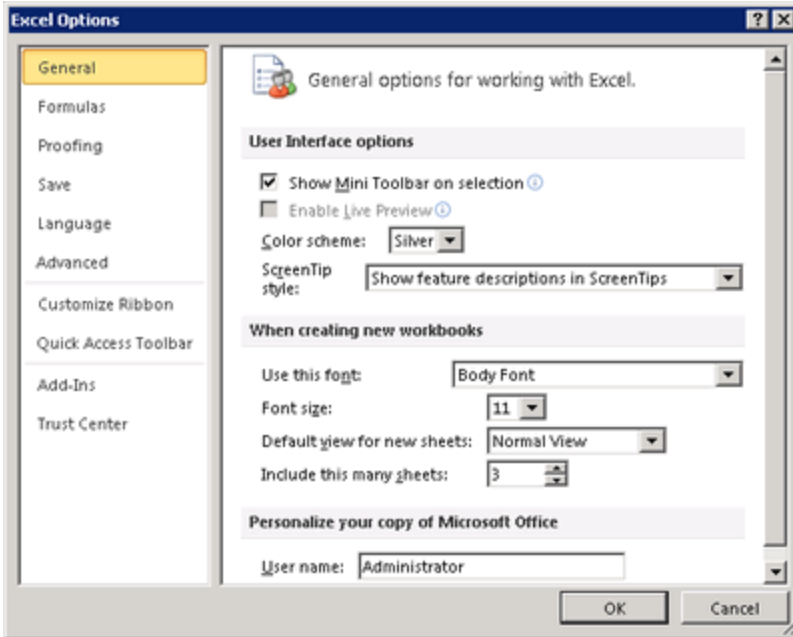 Excel Options
General
Formulas
Proofing
Save
Language
Advanced
Customize Ribbon
Quick Access Toolbar
Add-Ins
Trust Center
General options for working with Excel.
User Interface options
Show Mini Toolbar on selection
Enable Live Preview
Color scheme: Silver
ScreenTip style: Show feature descriptions in ScreenTips
When creating new workbooks
Use this font: Body Font
Font size: 11
Default view for new sheets: Normal View
Include this many sheets: 3
Personalize your copy of Microsoft Office
User name: Administrator
OK Cancel